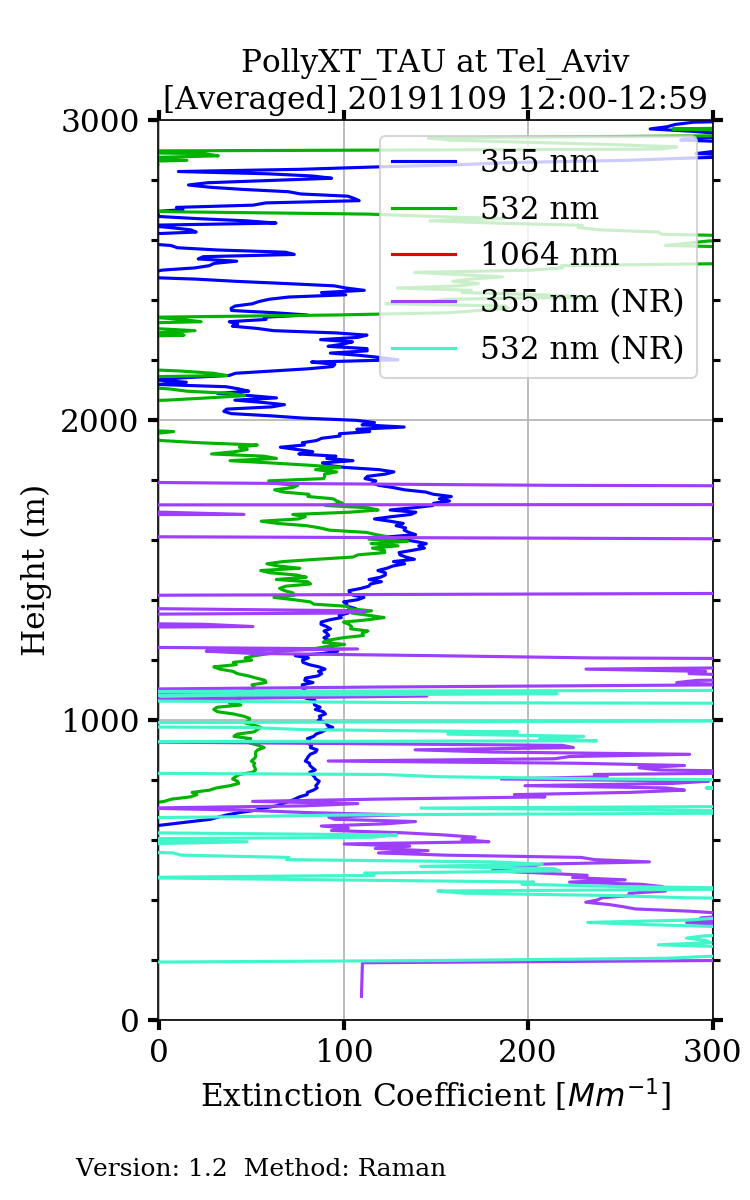 PollyXT_TAU at Tel_Aviv
[Averaged] 20191109 12:00-12:59
3000
2000
1000
0
Height (m)
355 nm
532 nm
1064 nm
355 nm (NR)
532 nm (NR)
0 100 200 300
Extinction Coefficient [Mm⁻¹]
Version: 1.2 Method: Raman